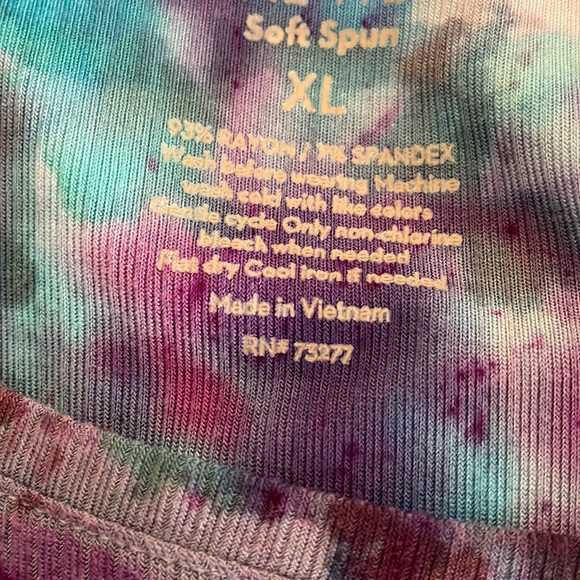 Soft Spun
XL
93% RAYON / 7% SPANDEX
Wash before wearing Machine
wash cold with like colors
Gentle cycle Only non-chlorine
bleach when needed
Flat dry Cool iron if needed
Made in Vietnam
RN# 73277